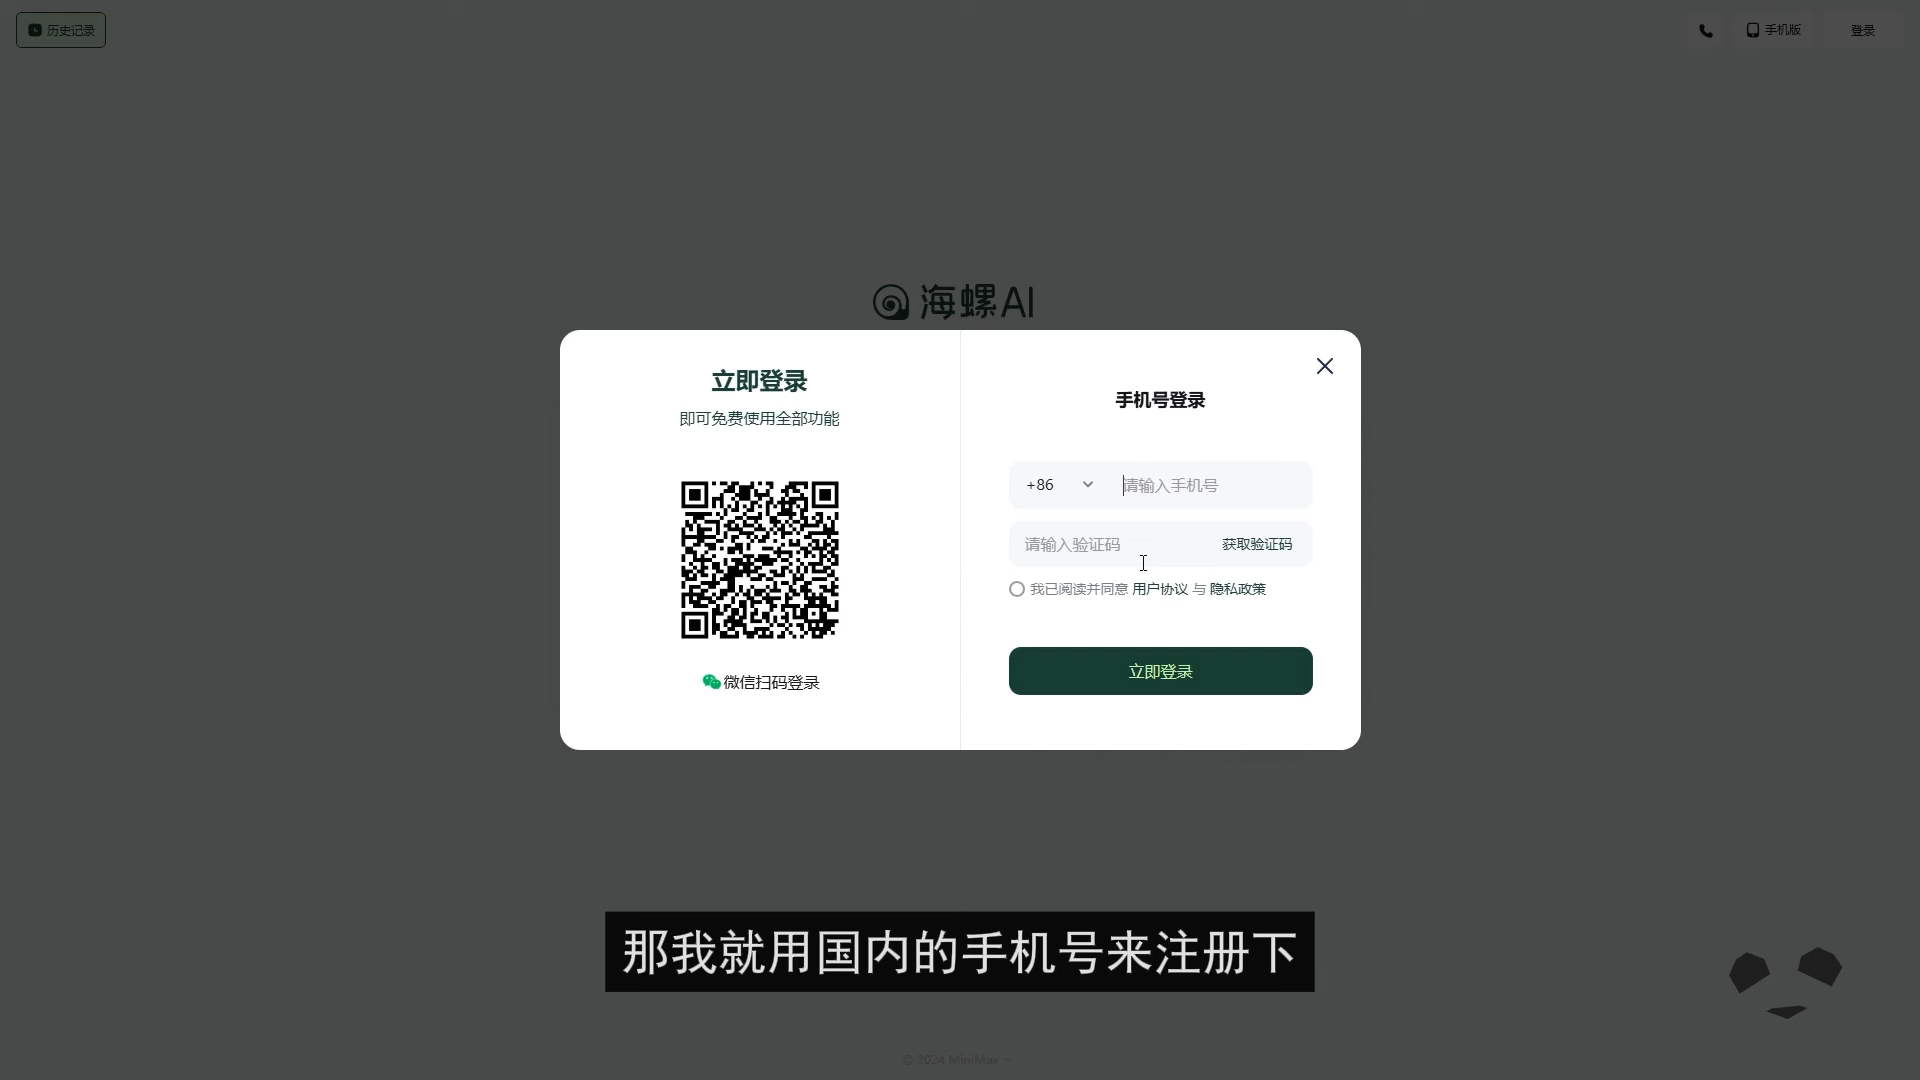 历史记录
手机版
登录
海螺AI
立即登录
即可免费使用全部功能
微信扫码登录
手机号登录
+86
请输入手机号
请输入验证码
获取验证码
我已阅读并同意 用户协议 与 隐私政策
立即登录
那我就用国内的手机号来注册下
© 2024 MiniMax